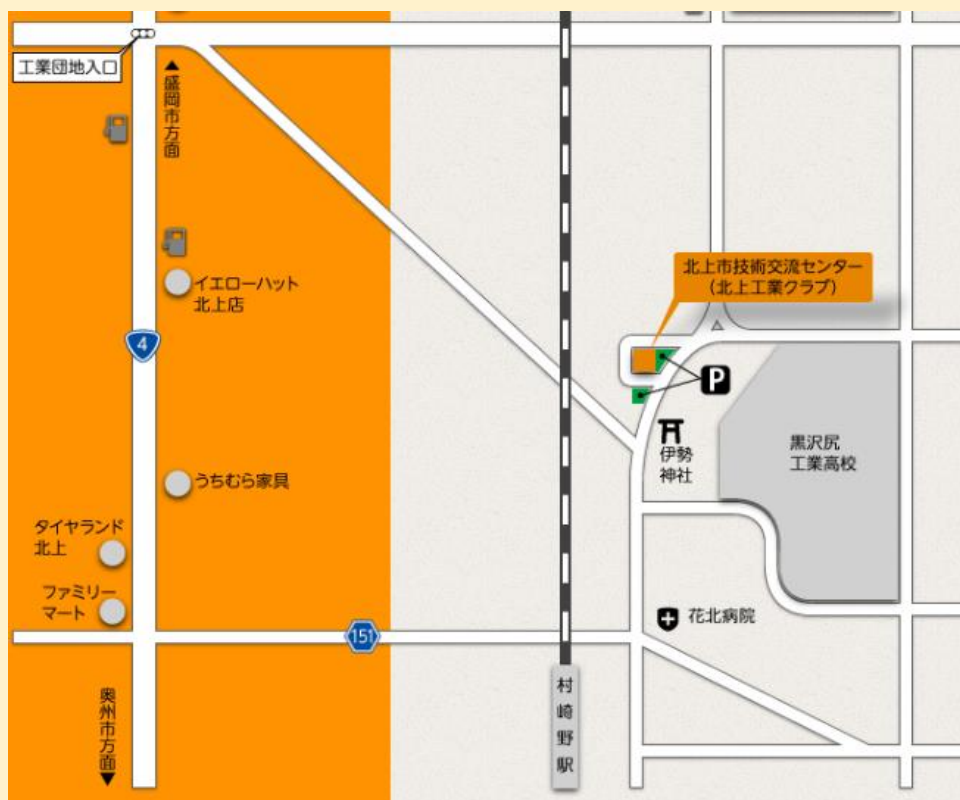 工業団地入口
▲盛岡市方面
北上市技術交流センター
(北上工業クラブ)
イエローハット
北上店
4
P
伊勢
神社
黒沢尻
工業高校
うちむら家具
タイヤランド
北上
ファミリー
マート
花北病院
151
村崎野駅
奥州市方面▼